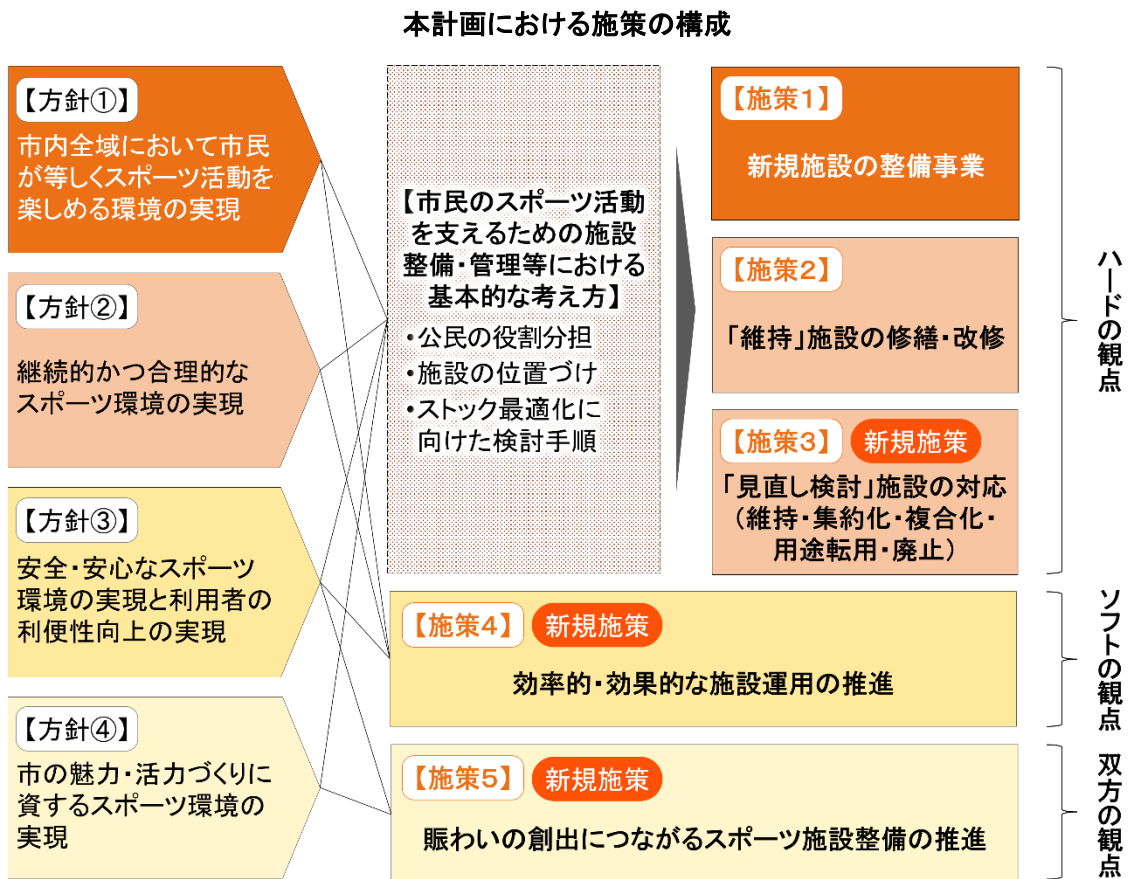 本計画における施策の構成
【方針①】
市内全域において市民
が等しくスポーツ活動を
楽しめる環境の実現
【方針②】
継続的かつ合理的な
スポーツ環境の実現
【方針③】
安全・安心なスポーツ
環境の実現と利用者の
利便性向上の実現
【方針④】
市の魅力・活力づくりに
資するスポーツ環境の
実現
【市民のスポーツ活動
を支えるための施設
整備・管理等における
基本的な考え方】
・公民の役割分担
・施設の位置づけ
・ストック最適化に
向けた検討手順
【施策1】
新規施設の整備事業
【施策2】
「維持」施設の修繕・改修
【施策3】 新規施策
「見直し検討」施設の対応
（維持・集約化・複合化・
用途転用・廃止）
ハードの観点
【施策4】 新規施策
効率的・効果的な施設運用の推進
ソフトの観点
【施策5】 新規施策
賑わいの創出につながるスポーツ施設整備の推進
双方の観点